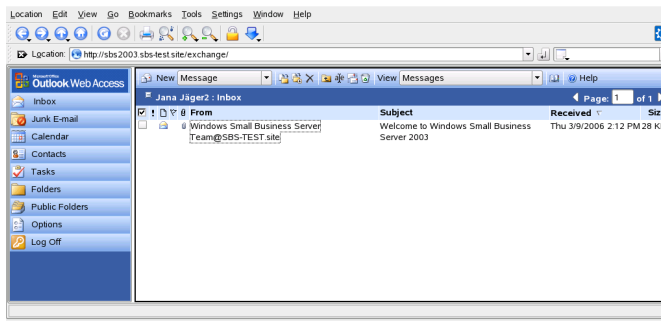 Location Edit View Go Bookmarks Tools Settings Window Help
Location: http://sbs2003.sbs-test.site/exchange/
Microsoft Office
Outlook Web Access
New Message View Messages Help
Jana Jäger2 : Inbox Page: 1 of 1
! From Subject Received Siz
Windows Small Business Server Welcome to Windows Small Business Thu 3/9/2006 2:12 PM 28 K
Team@SBS-TEST.site Server 2003
Inbox
Junk E-mail
Calendar
Contacts
Tasks
Folders
Public Folders
Options
Log Off